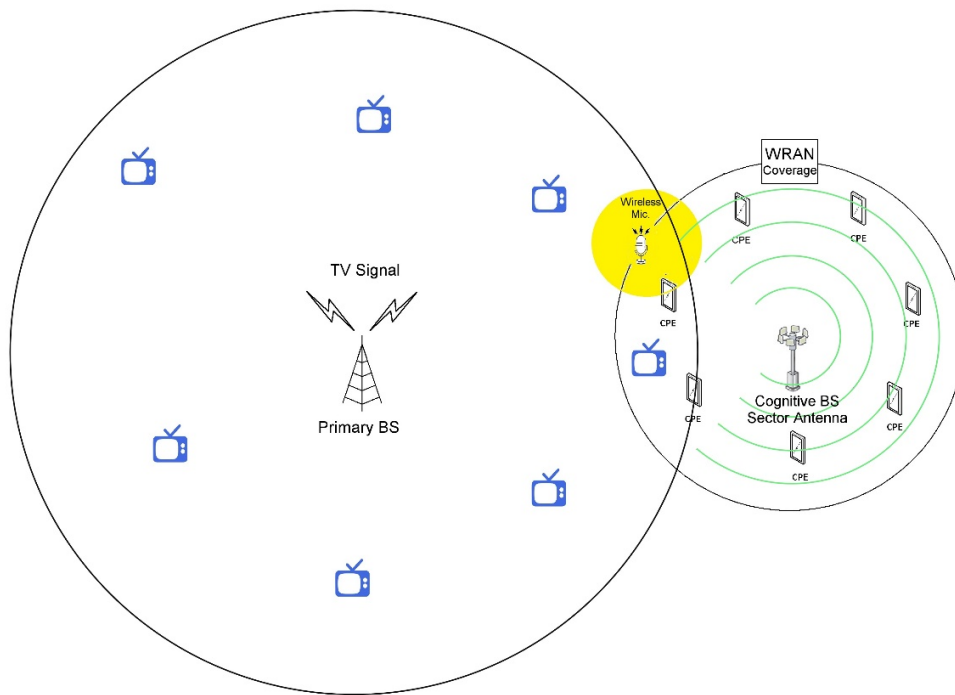 WRAN
Coverage
Wireless
Mic.
CPE
CPE
TV Signal
CPE
CPE
Primary BS
Cognitive BS
Sector Antenna
CPE
CPE
CPE